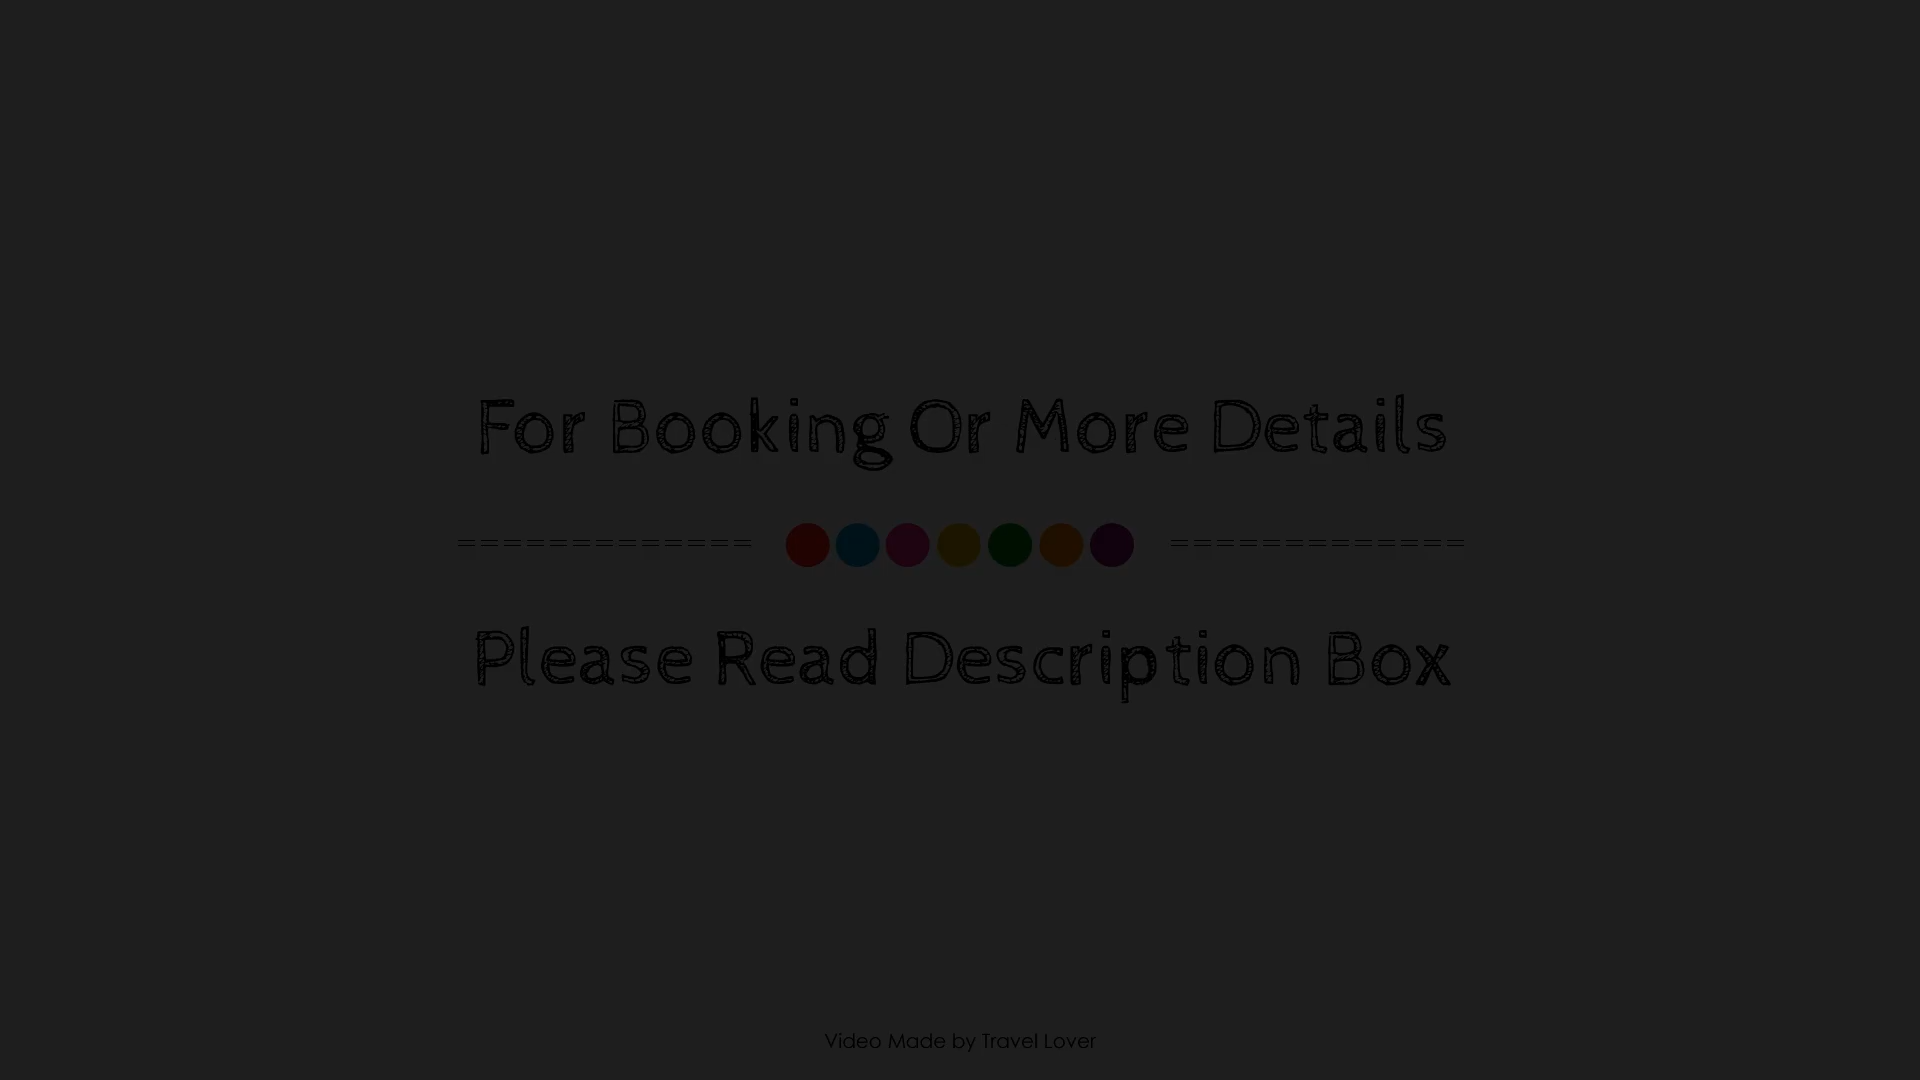 For Booking Or More Details
============= =============
Please Read Description Box
Video Made by Travel Lover